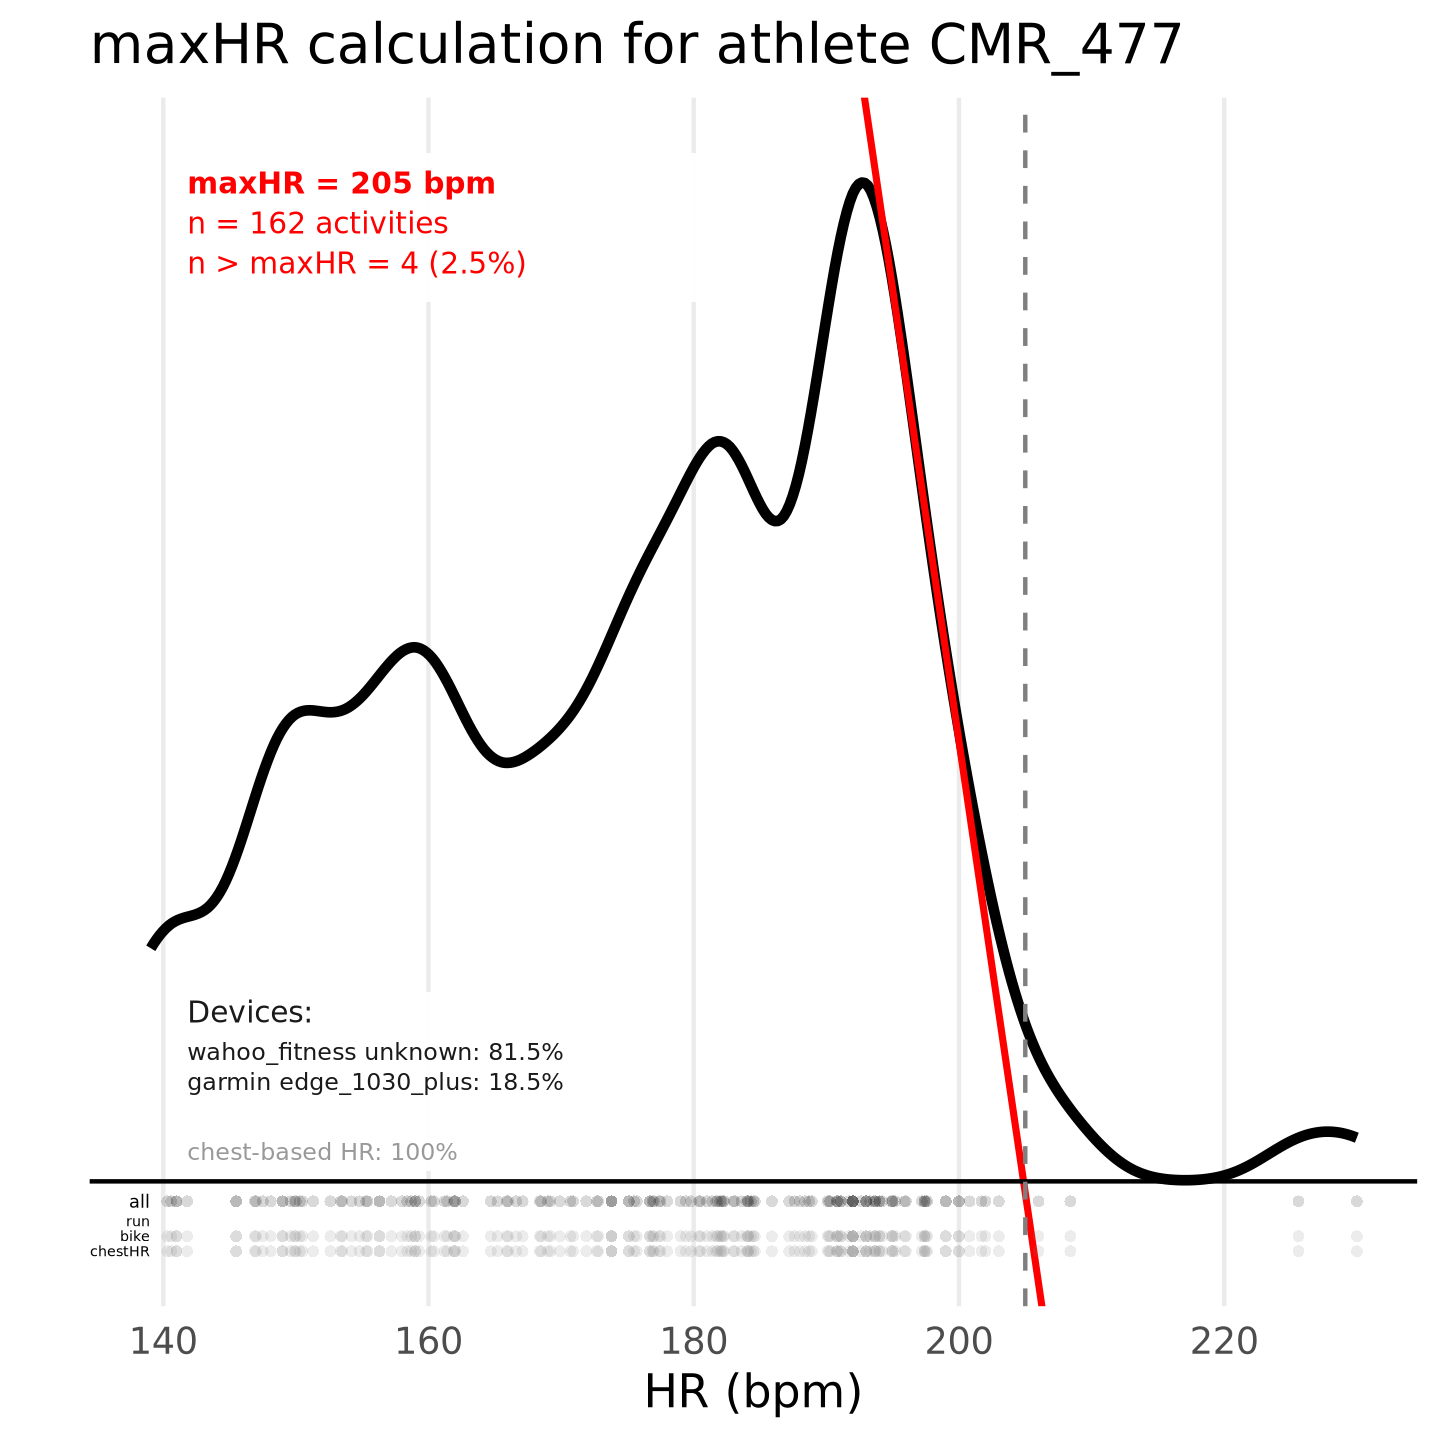 maxHR calculation for athlete CMR_477
maxHR = 205 bpm
n = 162 activities
n > maxHR = 4 (2.5%)
Devices:
wahoo_fitness unknown: 81.5%
garmin edge_1030_plus: 18.5%
chest-based HR: 100%
all
run
bike
chestHR
140 160 180 200 220
HR (bpm)